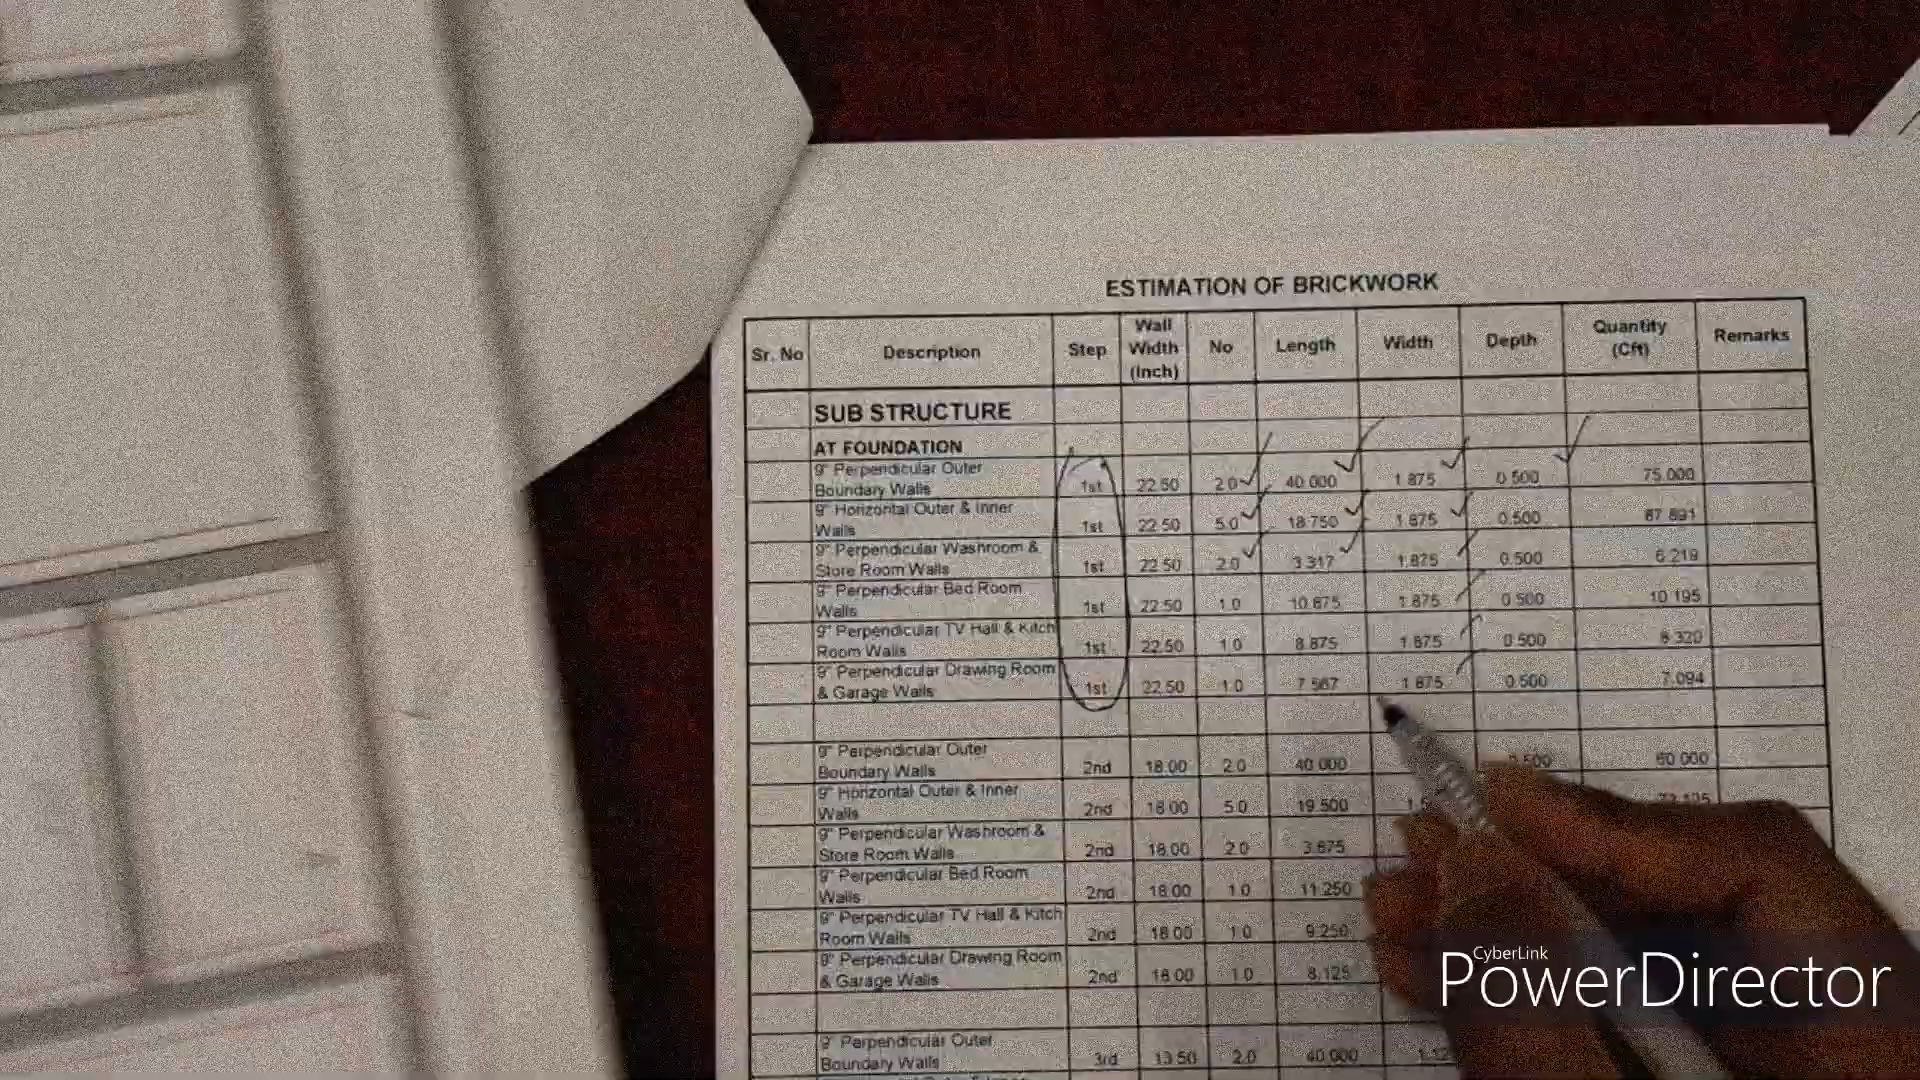 ESTIMATION OF BRICKWORK
Sr. No Description Step Wall Width (Inch) No Length Width Depth Quantity (Cft) Remarks
SUB STRUCTURE
AT FOUNDATION
9" Perpendicular Outer Boundary Walls 1st 22.50 2.0 40.000 1.875 0.500 75.000
9" Horizontal Outer & Inner Walls 1st 22.50 5.0 18.750 1.875 0.500 87.891
9" Perpendicular Washroom & Store Room Walls 1st 22.50 2.0 3.317 1.875 0.500 6.219
9" Perpendicular Bed Room Walls 1st 22.50 1.0 10.875 1.875 0.500 10.195
9" Perpendicular TV Hall & Kitch Room Walls 1st 22.50 1.0 8.875 1.875 0.500 8.320
9" Perpendicular Drawing Room & Garage Walls 1st 22.50 1.0 7.567 1.875 0.500 7.094
9" Perpendicular Outer Boundary Walls 2nd 18.00 2.0 40.000 0.500 60.000
9" Horizontal Outer & Inner Walls 2nd 18.00 5.0 19.500
9" Perpendicular Washroom & Store Room Walls 2nd 18.00 2.0 3.875
9" Perpendicular Bed Room Walls 2nd 18.00 1.0 11.250
9" Perpendicular TV Hall & Kitch Room Walls 2nd 18.00 1.0 9.250
9" Perpendicular Drawing Room & Garage Walls 2nd 18.00 1.0 8.125
9" Perpendicular Outer Boundary Walls 3rd 13.50 2.0 40.000
CyberLink
PowerDirector